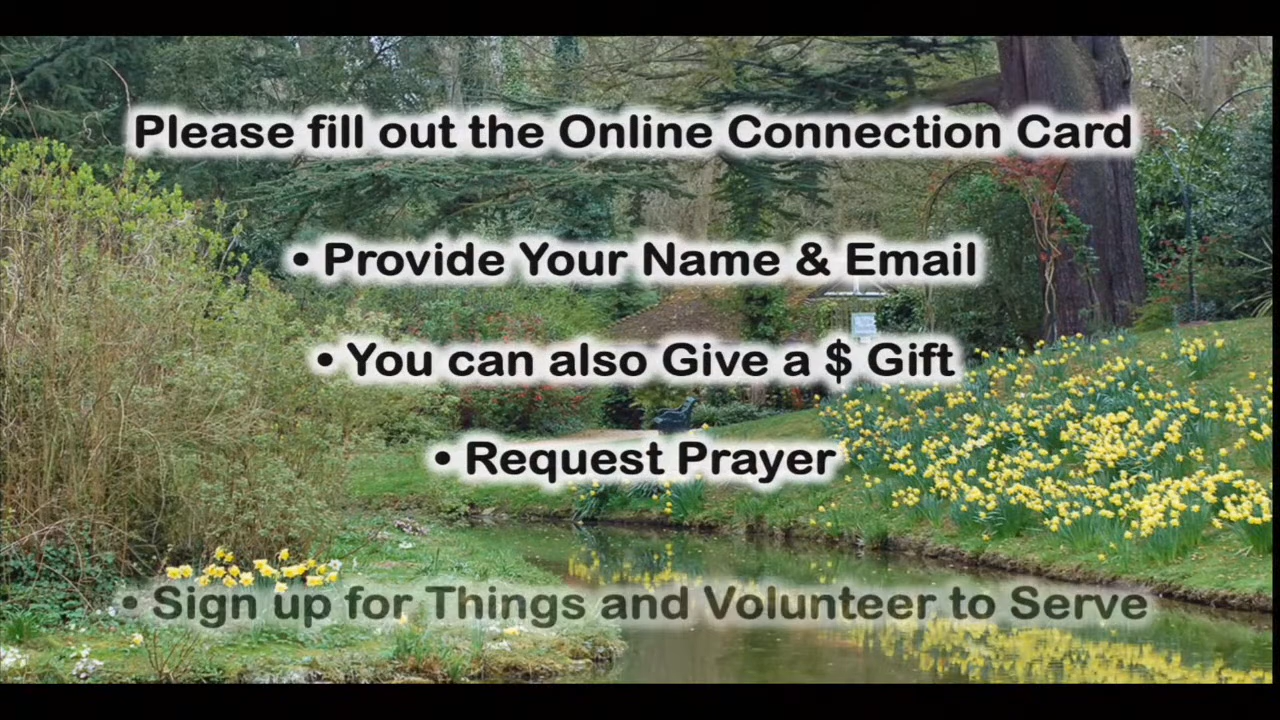 Please fill out the Online Connection Card
• Provide Your Name & Email
• You can also Give a $ Gift
• Request Prayer
• Sign up for Things and Volunteer to Serve